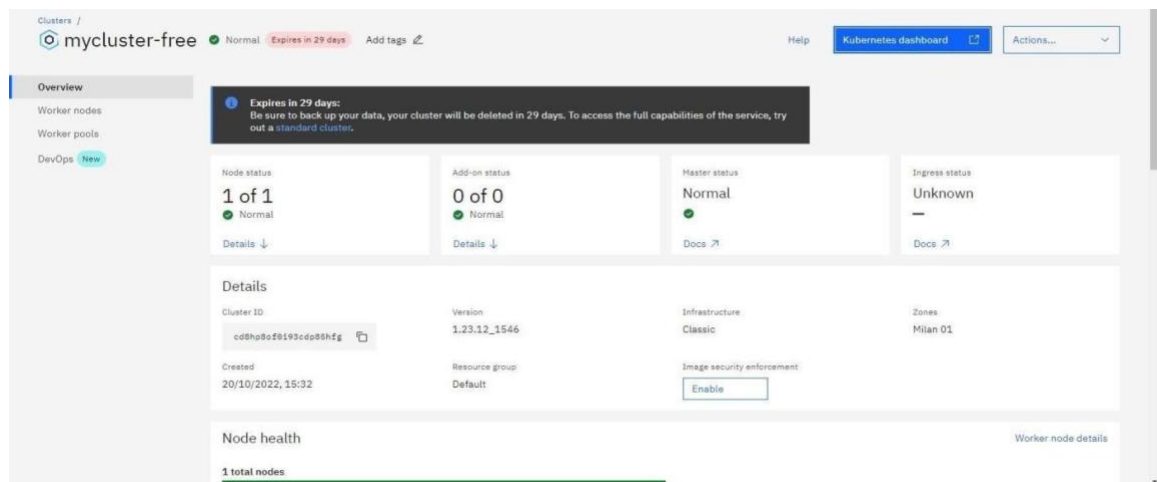 Clusters /
mycluster-free Normal Expires in 29 days Add tags Help Kubernetes dashboard Actions...
Overview
Worker nodes
Worker pools
DevOps New
Expires in 29 days:
Be sure to back up your data, your cluster will be deleted in 29 days. To access the full capabilities of the service, try
out a standard cluster.
Node status Add-on status Master status Ingress status
1 of 1 0 of 0 Normal Unknown
Normal Normal
Details ↓ Details ↓ Docs ↗ Docs ↗
Details
Cluster ID Version Infrastructure Zones
cd8hp8of0193cdp86hfg 1.23.12_1546 Classic Milan 01
Created Resource group Image security enforcement
20/10/2022, 15:32 Default Enable
Node health Worker node details
1 total nodes